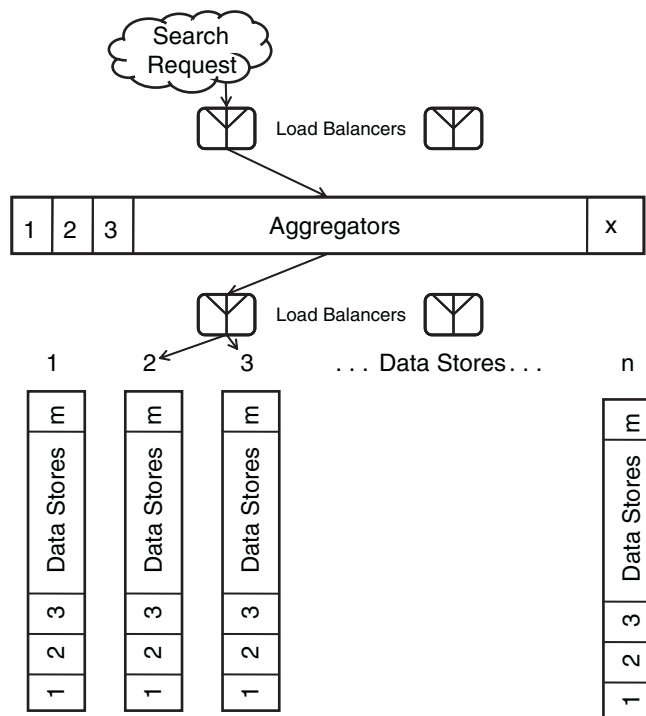 Search
Request
Load Balancers
1 2 3 Aggregators x
Load Balancers
1 2 3 . . . Data Stores . . . n
m Data Stores 3 2 1
m Data Stores 3 2 1
m Data Stores 3 2 1
m Data Stores 3 2 1